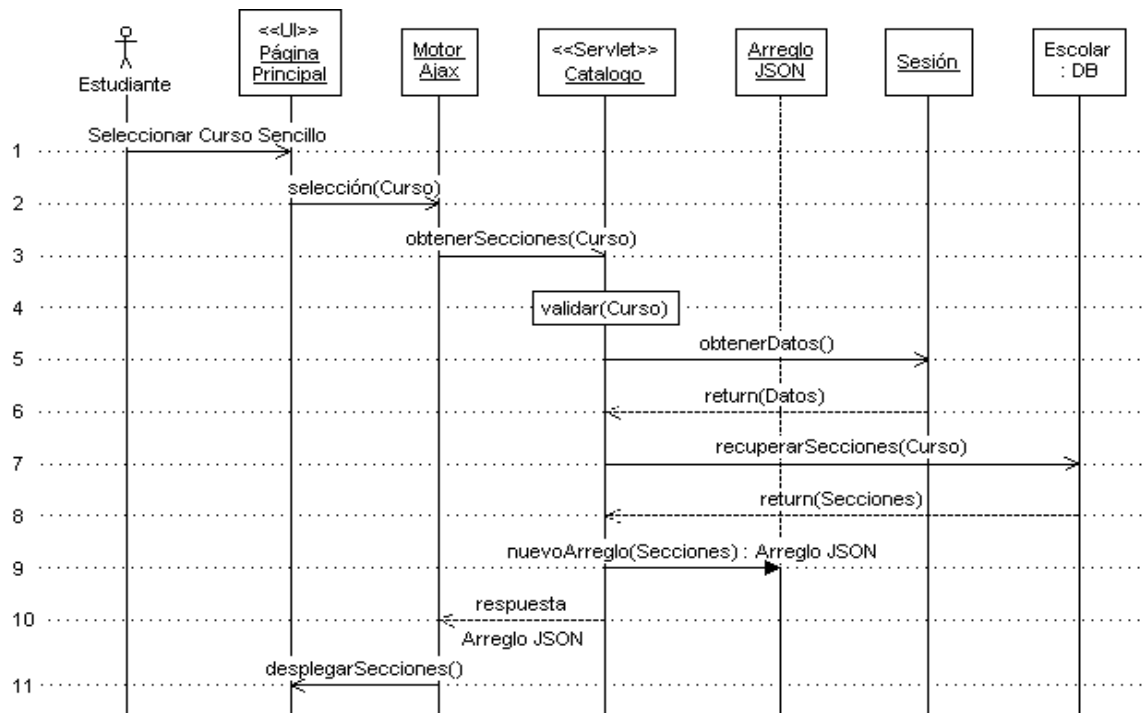 Estudiante
<<UI>>
Página
Principal
Motor
Ajax
<<Servlet>>
Catalogo
Arreglo
JSON
Sesión
Escolar
: DB
Seleccionar Curso Sencillo
1
selección(Curso)
2
obtenerSecciones(Curso)
3
validar(Curso)
4
obtenerDatos()
5
return(Datos)
6
recuperarSecciones(Curso)
7
return(Secciones)
8
nuevoArreglo(Secciones) : Arreglo JSON
9
respuesta
10
Arreglo JSON
desplegarSecciones()
11